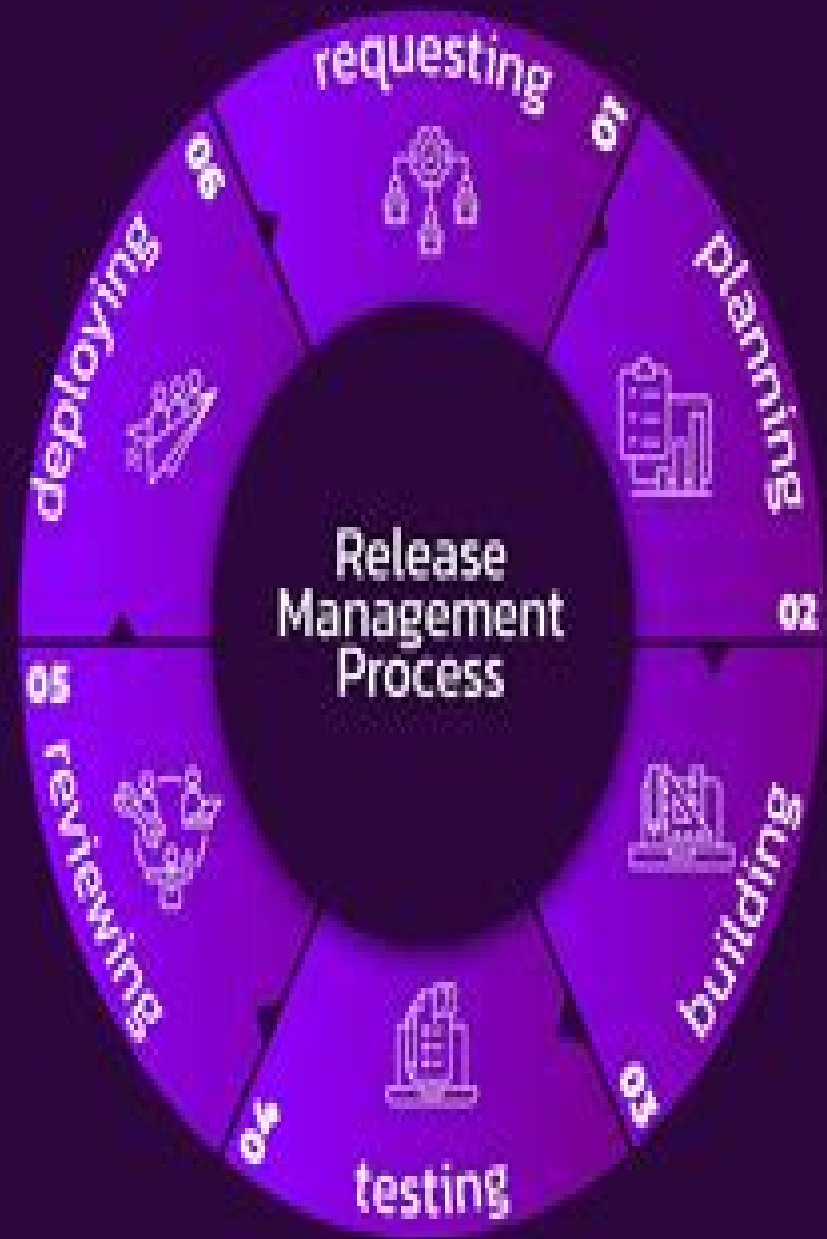 Release
Management
Process
requesting
01
planning
02
building
03
testing
04
reviewing
05
deploying
06